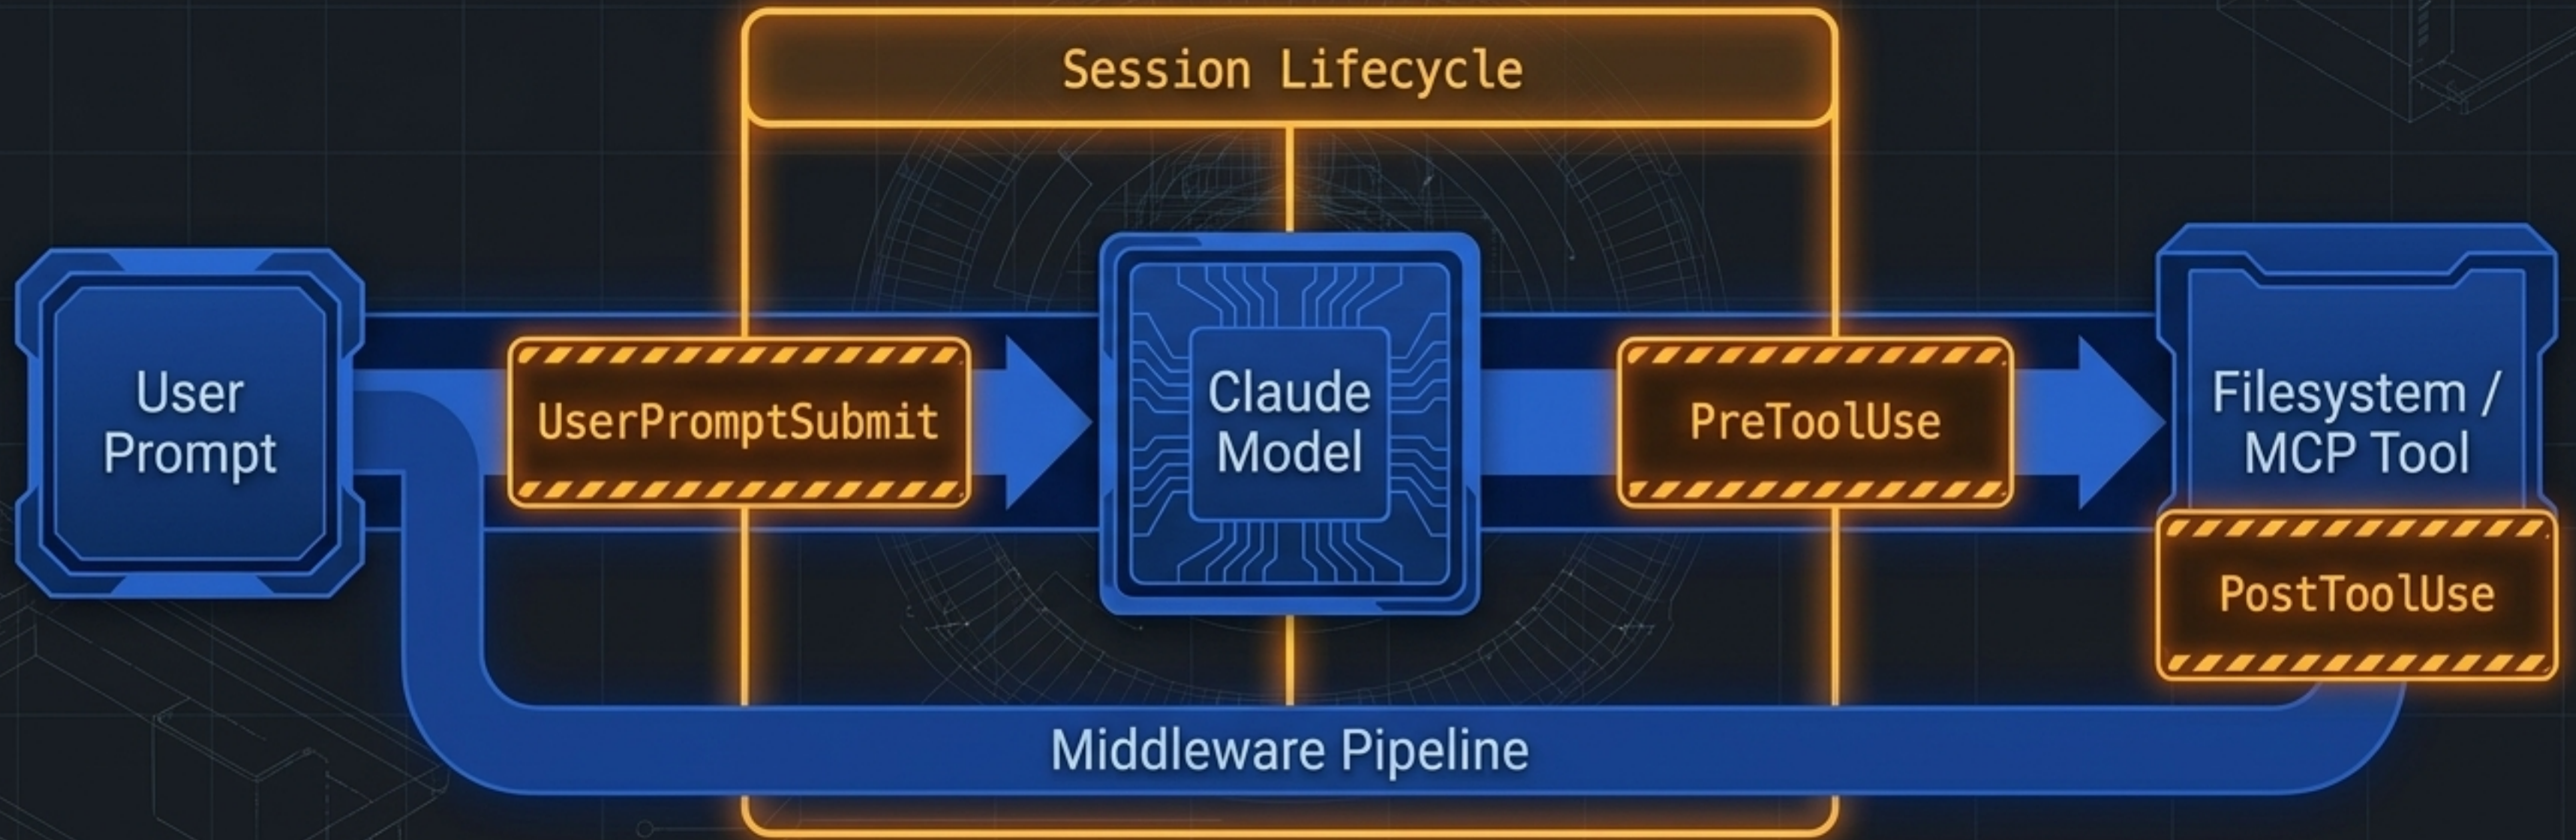 Session Lifecycle
User
Prompt
UserPromptSubmit
Claude
Model
PreToolUse
Filesystem /
MCP Tool
PostToolUse
Middleware Pipeline